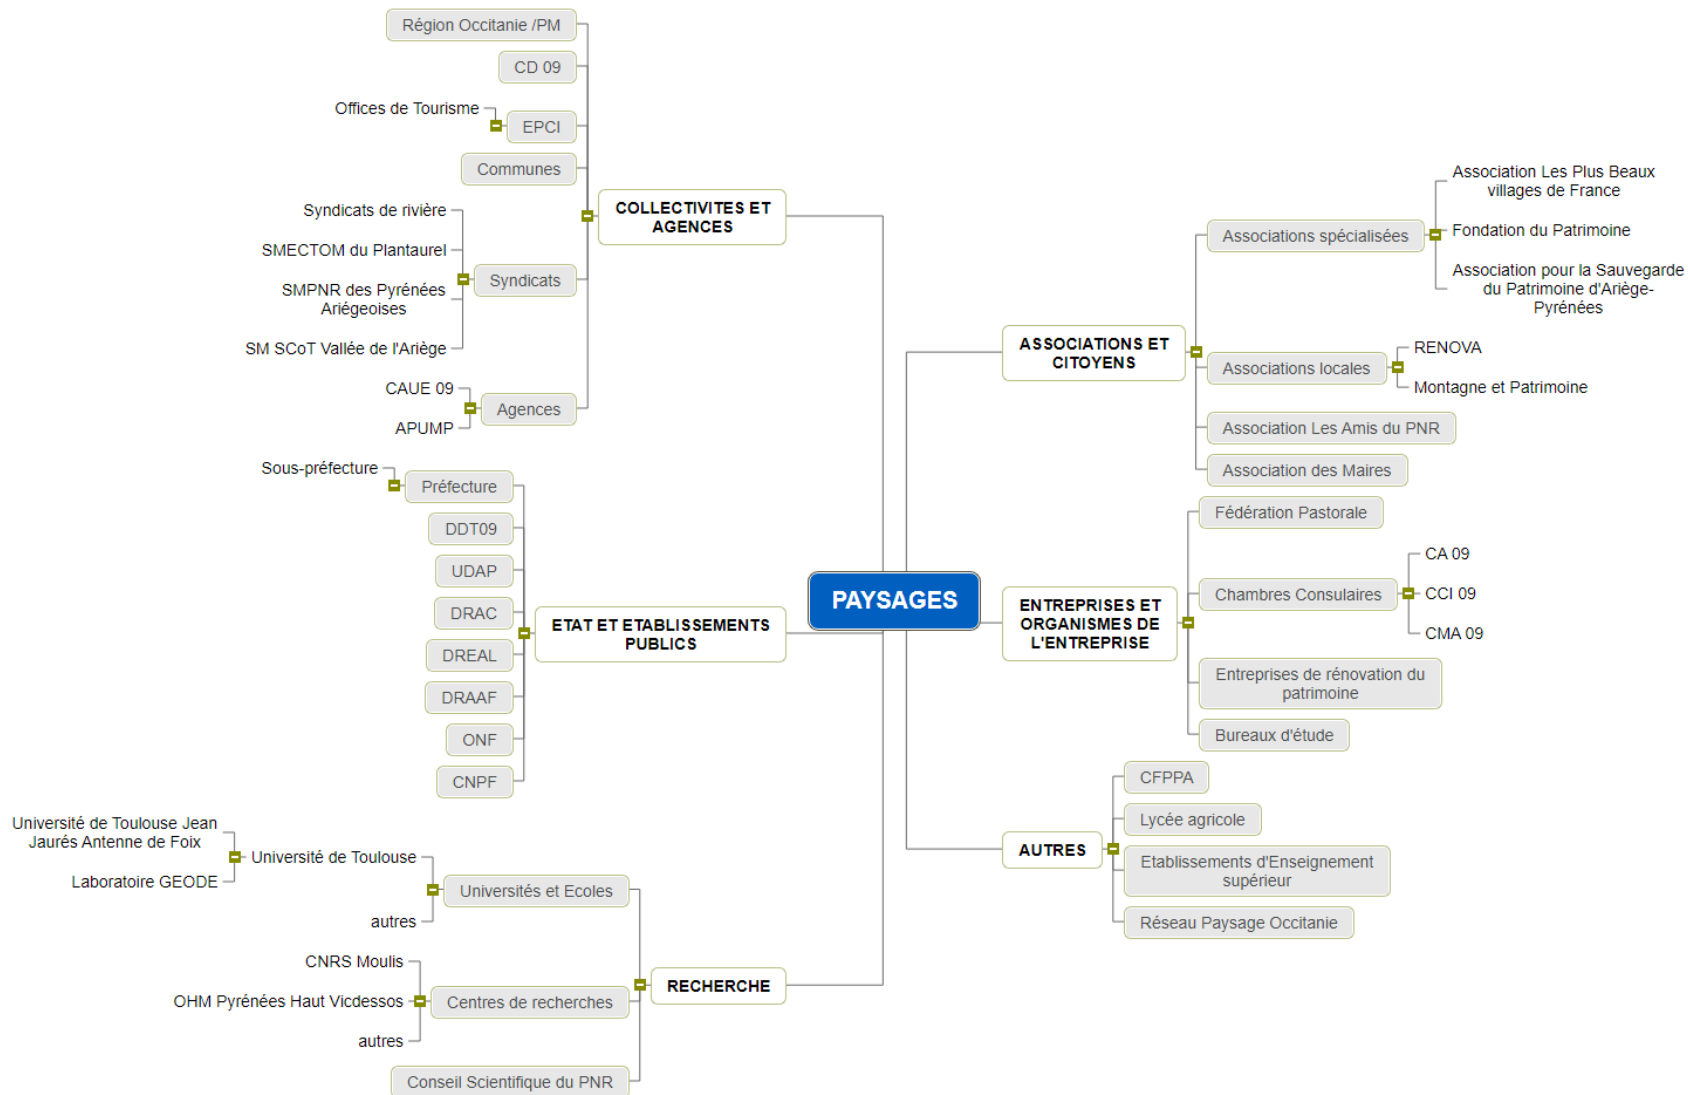 PAYSAGES
COLLECTIVITES ET
AGENCES
Région Occitanie /PM
CD 09
EPCI
Offices de Tourisme
Communes
Syndicats
Syndicats de rivière
SMECTOM du Plantaurel
SMPNR des Pyrénées
Ariégeoises
SM SCoT Vallée de l'Ariège
Agences
CAUE 09
APUMP
ETAT ET ETABLISSEMENTS
PUBLICS
Préfecture
Sous-préfecture
DDT09
UDAP
DRAC
DREAL
DRAAF
ONF
CNPF
RECHERCHE
Universités et Ecoles
Université de Toulouse
Université de Toulouse Jean
Jaurés Antenne de Foix
Laboratoire GEODE
autres
Centres de recherches
CNRS Moulis
OHM Pyrénées Haut Vicdessos
autres
Conseil Scientifique du PNR
ASSOCIATIONS ET
CITOYENS
Associations spécialisées
Association Les Plus Beaux
villages de France
Fondation du Patrimoine
Association pour la Sauvegarde
du Patrimoine d'Ariège-
Pyrénées
Associations locales
RENOVA
Montagne et Patrimoine
Association Les Amis du PNR
Association des Maires
ENTREPRISES ET
ORGANISMES DE
L'ENTREPRISE
Fédération Pastorale
Chambres Consulaires
CA 09
CCI 09
CMA 09
Entreprises de rénovation du
patrimoine
Bureaux d'étude
AUTRES
CFPPA
Lycée agricole
Etablissements d'Enseignement
supérieur
Réseau Paysage Occitanie